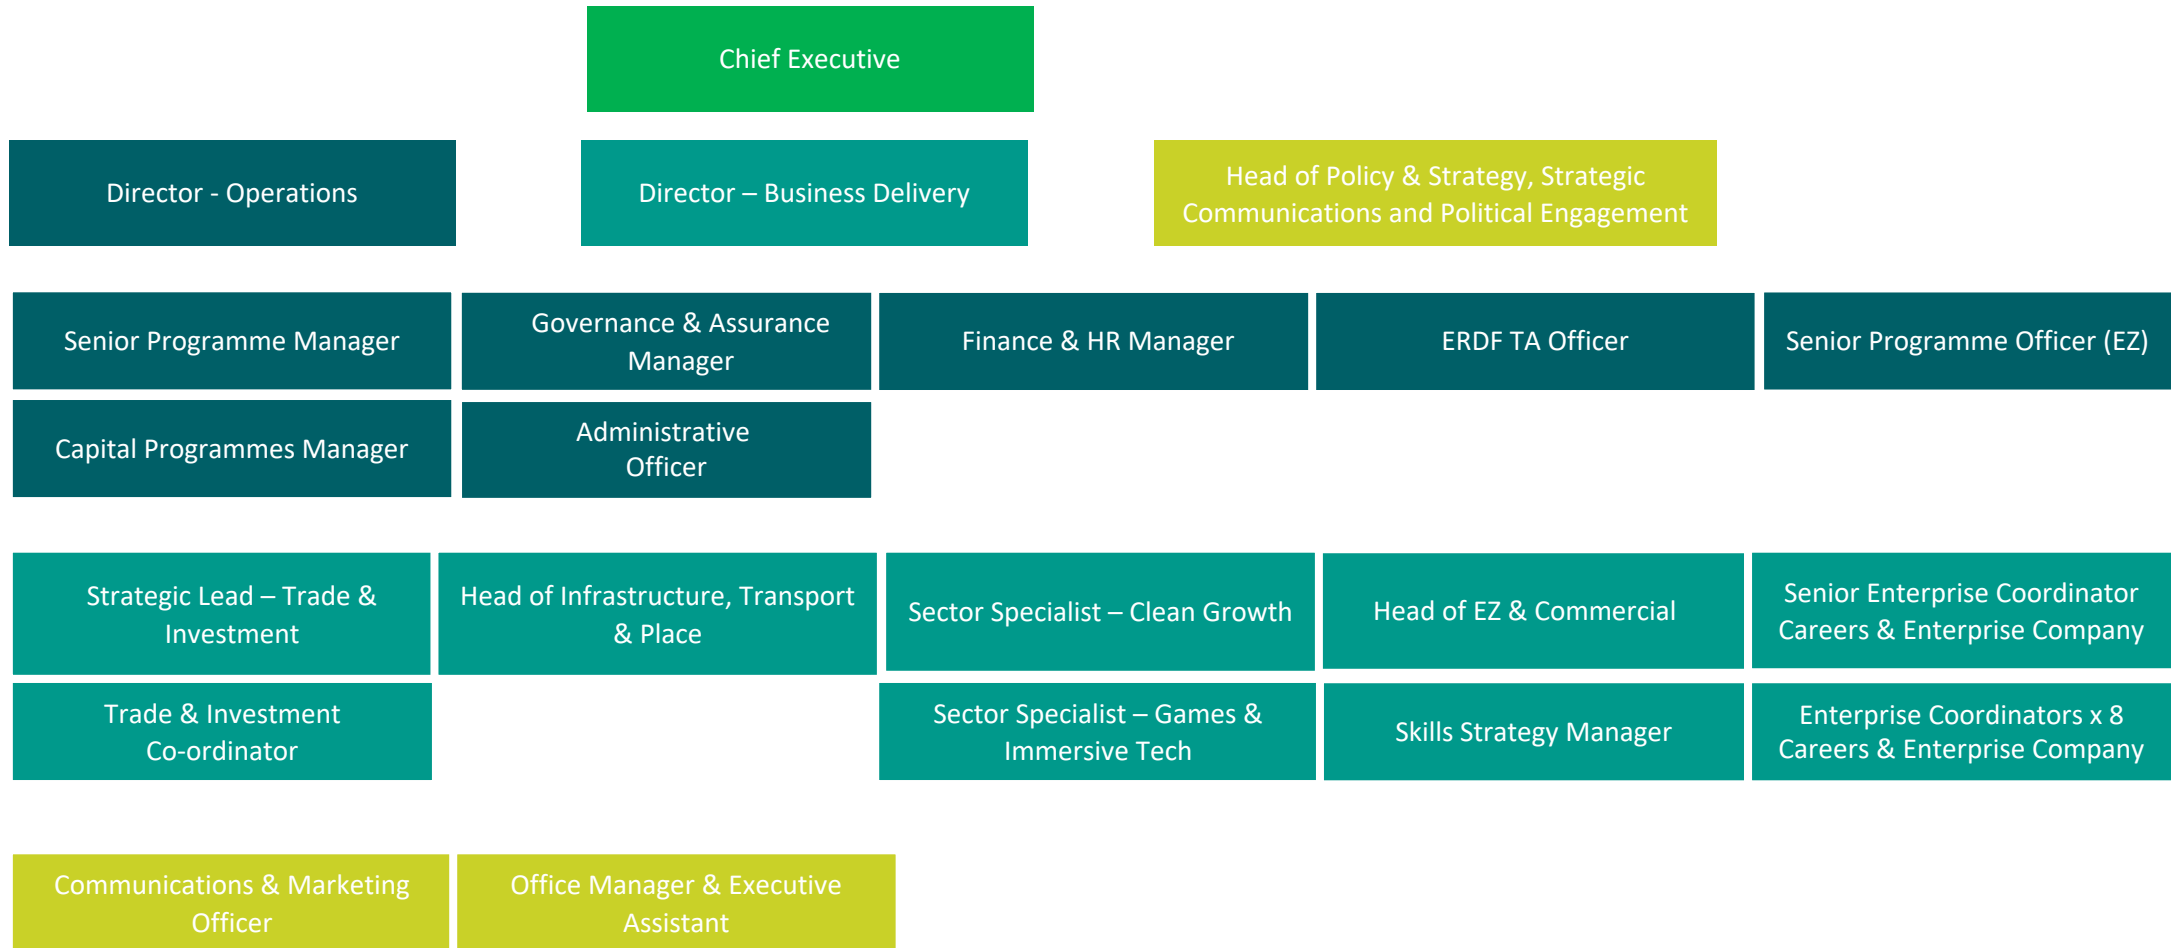 Chief Executive
Director - Operations
Director – Business Delivery
Head of Policy & Strategy, Strategic
Communications and Political Engagement
Senior Programme Manager
Governance & Assurance
Manager
Finance & HR Manager
ERDF TA Officer
Senior Programme Officer (EZ)
Capital Programmes Manager
Administrative
Officer
Strategic Lead – Trade &
Investment
Head of Infrastructure, Transport
& Place
Sector Specialist – Clean Growth
Head of EZ & Commercial
Senior Enterprise Coordinator
Careers & Enterprise Company
Trade & Investment
Co-ordinator
Sector Specialist – Games &
Immersive Tech
Skills Strategy Manager
Enterprise Coordinators x 8
Careers & Enterprise Company
Communications & Marketing
Officer
Office Manager & Executive
Assistant